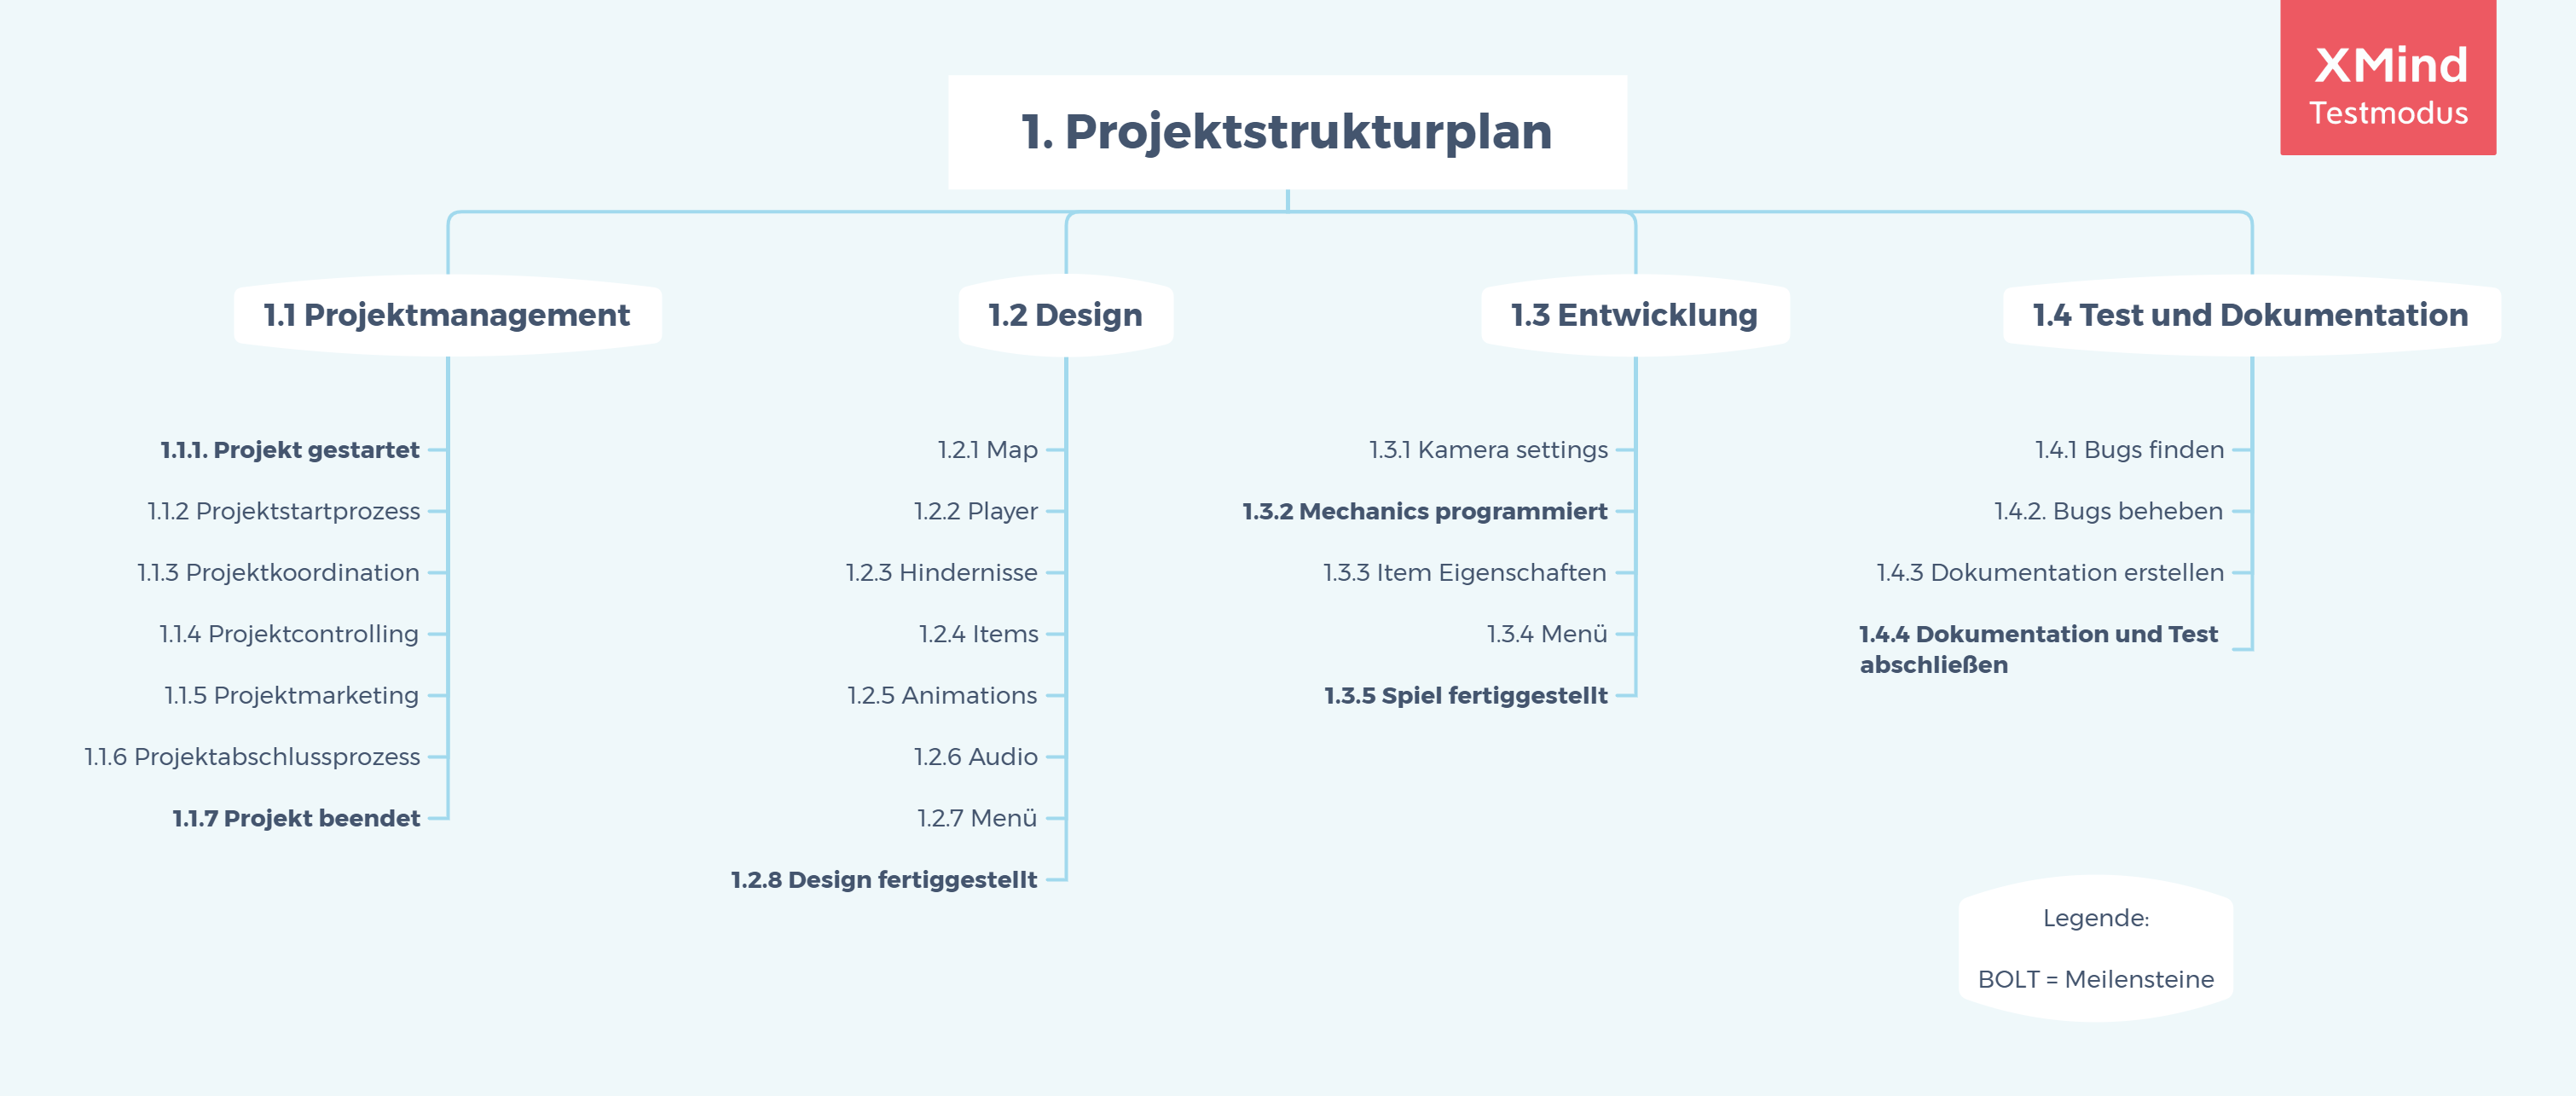 XMind
Testmodus
1. Projektstrukturplan
1.1 Projektmanagement
1.1.1. Projekt gestartet
1.1.2 Projektstartprozess
1.1.3 Projektkoordination
1.1.4 Projektcontrolling
1.1.5 Projektmarketing
1.1.6 Projektabschlussprozess
1.1.7 Projekt beendet
1.2 Design
1.2.1 Map
1.2.2 Player
1.2.3 Hindernisse
1.2.4 Items
1.2.5 Animations
1.2.6 Audio
1.2.7 Menü
1.2.8 Design fertiggestellt
1.3 Entwicklung
1.3.1 Kamera settings
1.3.2 Mechanics programmiert
1.3.3 Item Eigenschaften
1.3.4 Menü
1.3.5 Spiel fertiggestellt
1.4 Test und Dokumentation
1.4.1 Bugs finden
1.4.2. Bugs beheben
1.4.3 Dokumentation erstellen
1.4.4 Dokumentation und Test
abschließen
Legende:
BOLT = Meilensteine